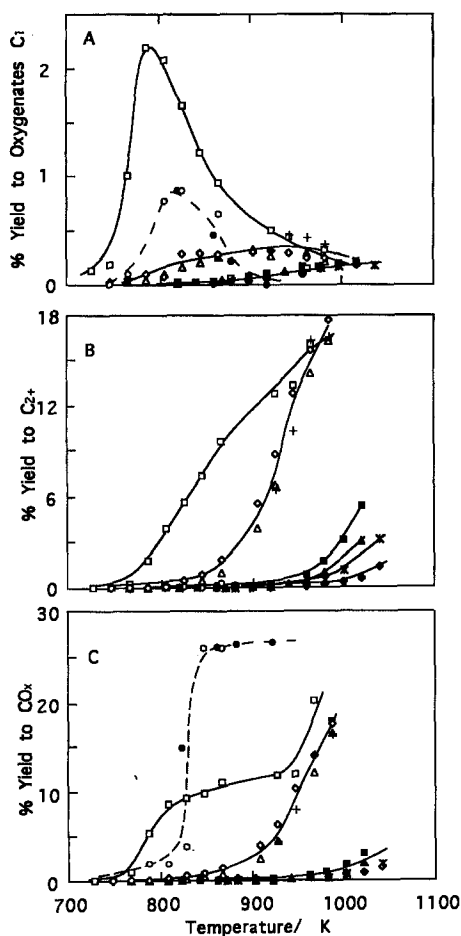 A
2
1
0
% Yield to Oxygenates C1
B
18
12
6
0
% Yield to C2+
C
30
20
10
0
% Yield to COx
700 800 900 1000 1100
Temperature/ K